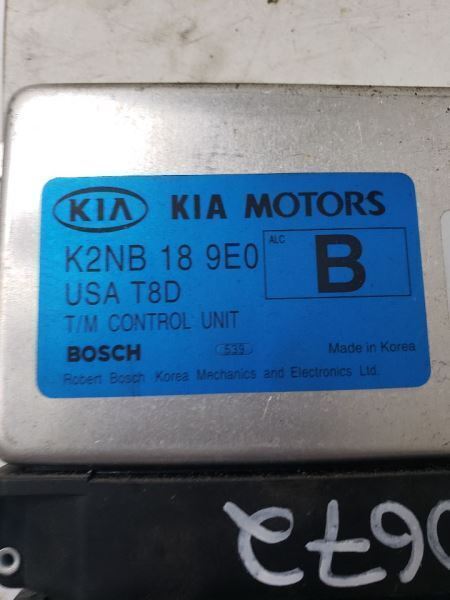 KIA KIA MOTORS
K2NB 18 9E0
ALC B
USA T8D
T/M CONTROL UNIT
BOSCH 539 Made in Korea
Robert Bosch Korea Mechanics and Electronics Ltd.
0672